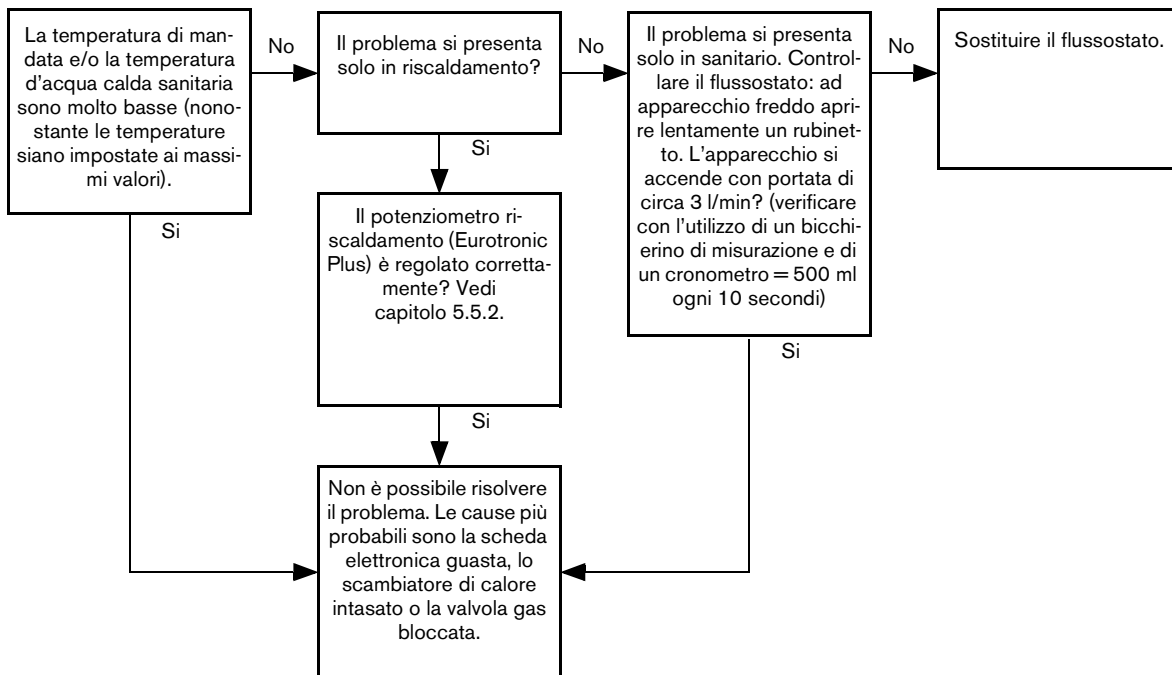 La temperatura di man-
data e/o la temperatura
d'acqua calda sanitaria
sono molto basse (nono-
stante le temperature
siano impostate ai massi-
mi valori).
No
Si
Il problema si presenta
solo in riscaldamento?
No
Si
Il problema si presenta
solo in sanitario. Control-
lare il flussostato: ad
apparecchio freddo apri-
re lentamente un rubinet-
to. L'apparecchio si
accende con portata di
circa 3 l/min? (verificare
con l'utilizzo di un bicchi-
erino di misurazione e di
un cronometro = 500 ml
ogni 10 secondi)
No
Si
Sostituire il flussostato.
Il potenziometro ri-
scaldamento (Eurotronic
Plus) è regolato corretta-
mente? Vedi
capitolo 5.5.2.
Si
Non è possibile risolvere
il problema. Le cause più
probabili sono la scheda
elettronica guasta, lo
scambiatore di calore
intasato o la valvola gas
bloccata.